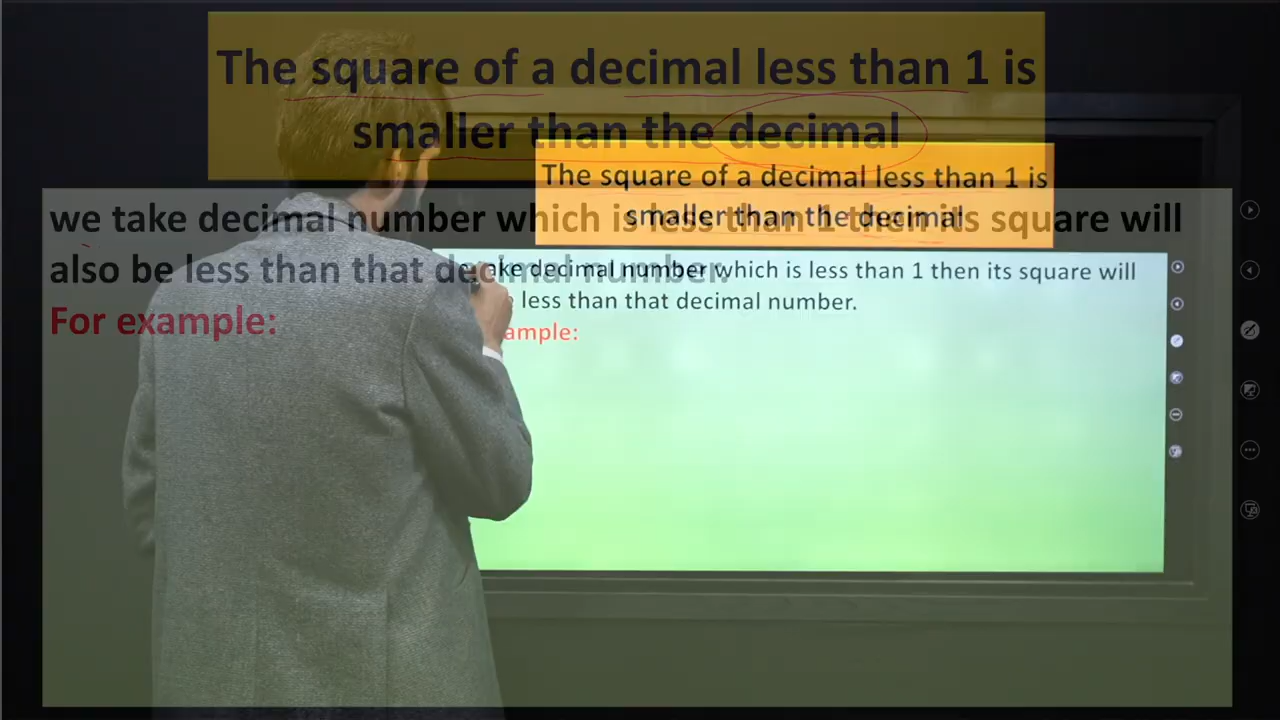 The square of a decimal less than 1 is
smaller than the decimal
The square of a decimal less than 1 is
smaller than the decimal
we take decimal number which is less than 1 then its square will
also be less than that decimal number.
For example:
ake decimal number which is less than 1 then its square will
less than that decimal number.
ample: